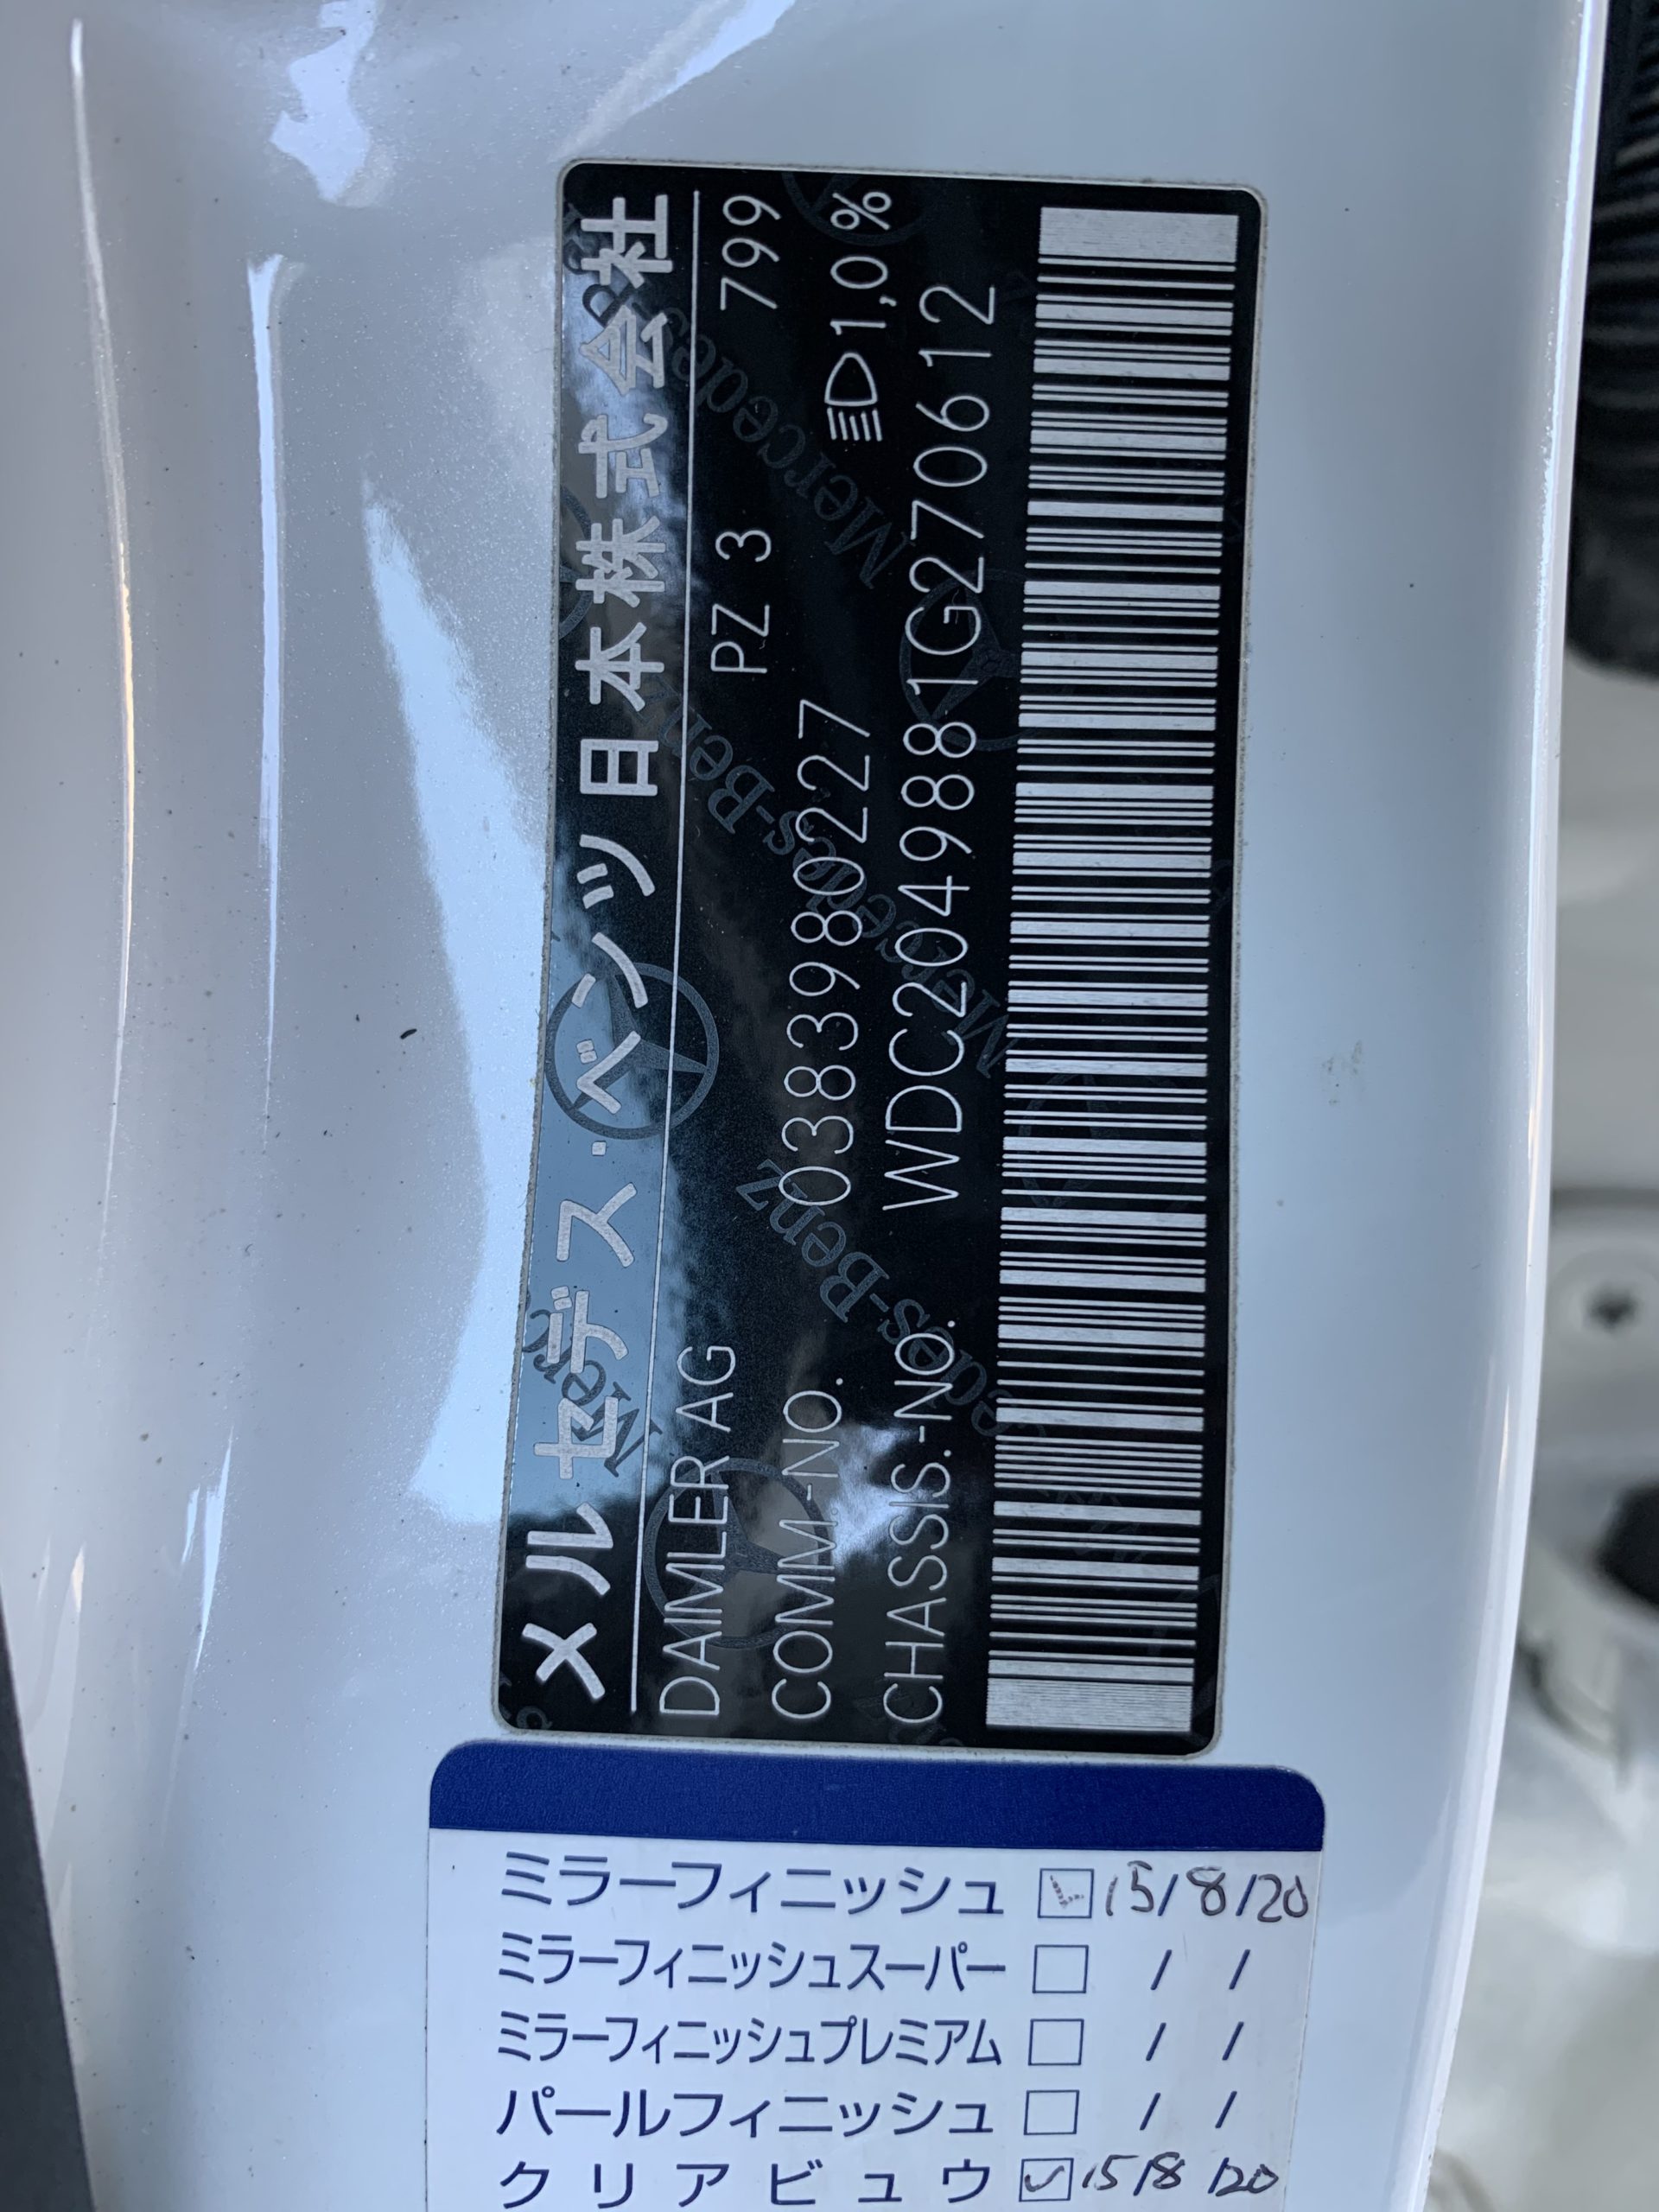 メルセデス・ベンツ日本株式会社
DAIMLER AG PZ 3 799
COMM.-NO. 0383980227 1,0%
CHASSIS.-NO. WDC2049881G270612
ミラーフィニッシュ 15/8/20
ミラーフィニッシュスーパー / /
ミラーフィニッシュプレミアム / /
パールフィニッシュ / /
クリアビュウ 15/8/20